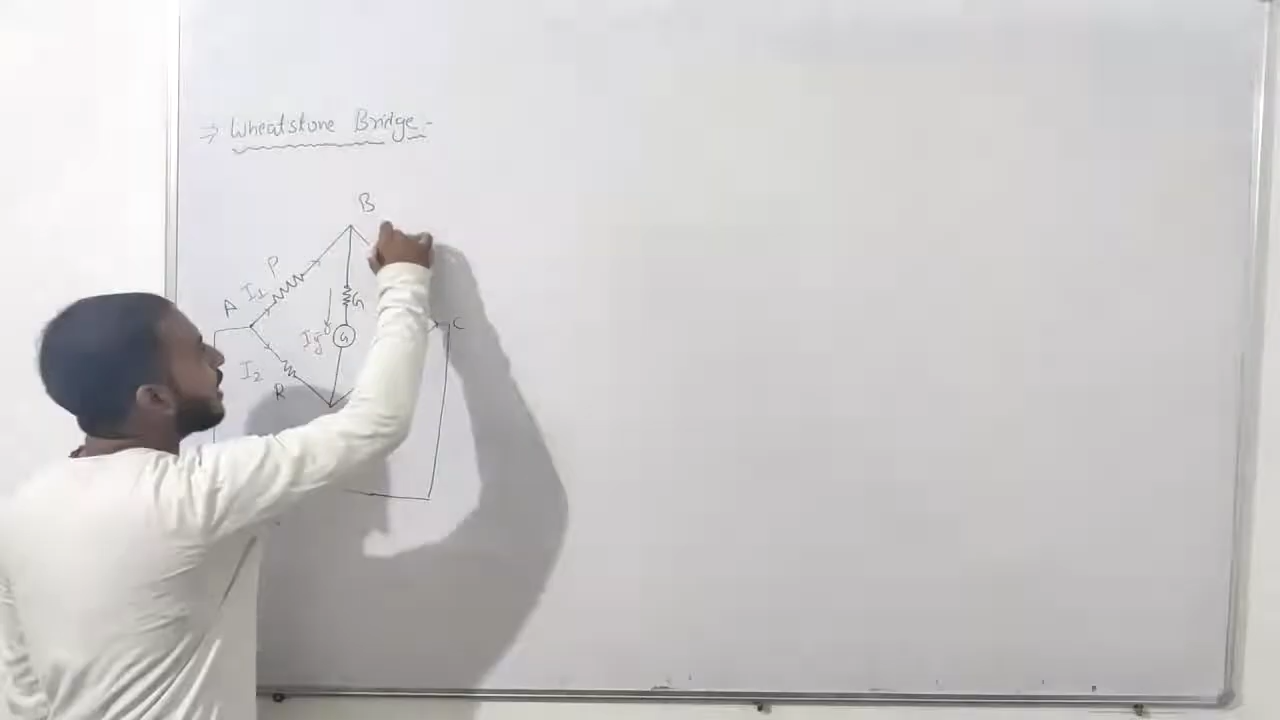 ⇒ Wheatstone Bridge -
B
P
I1
A
G
Ig
G
C
I2
R